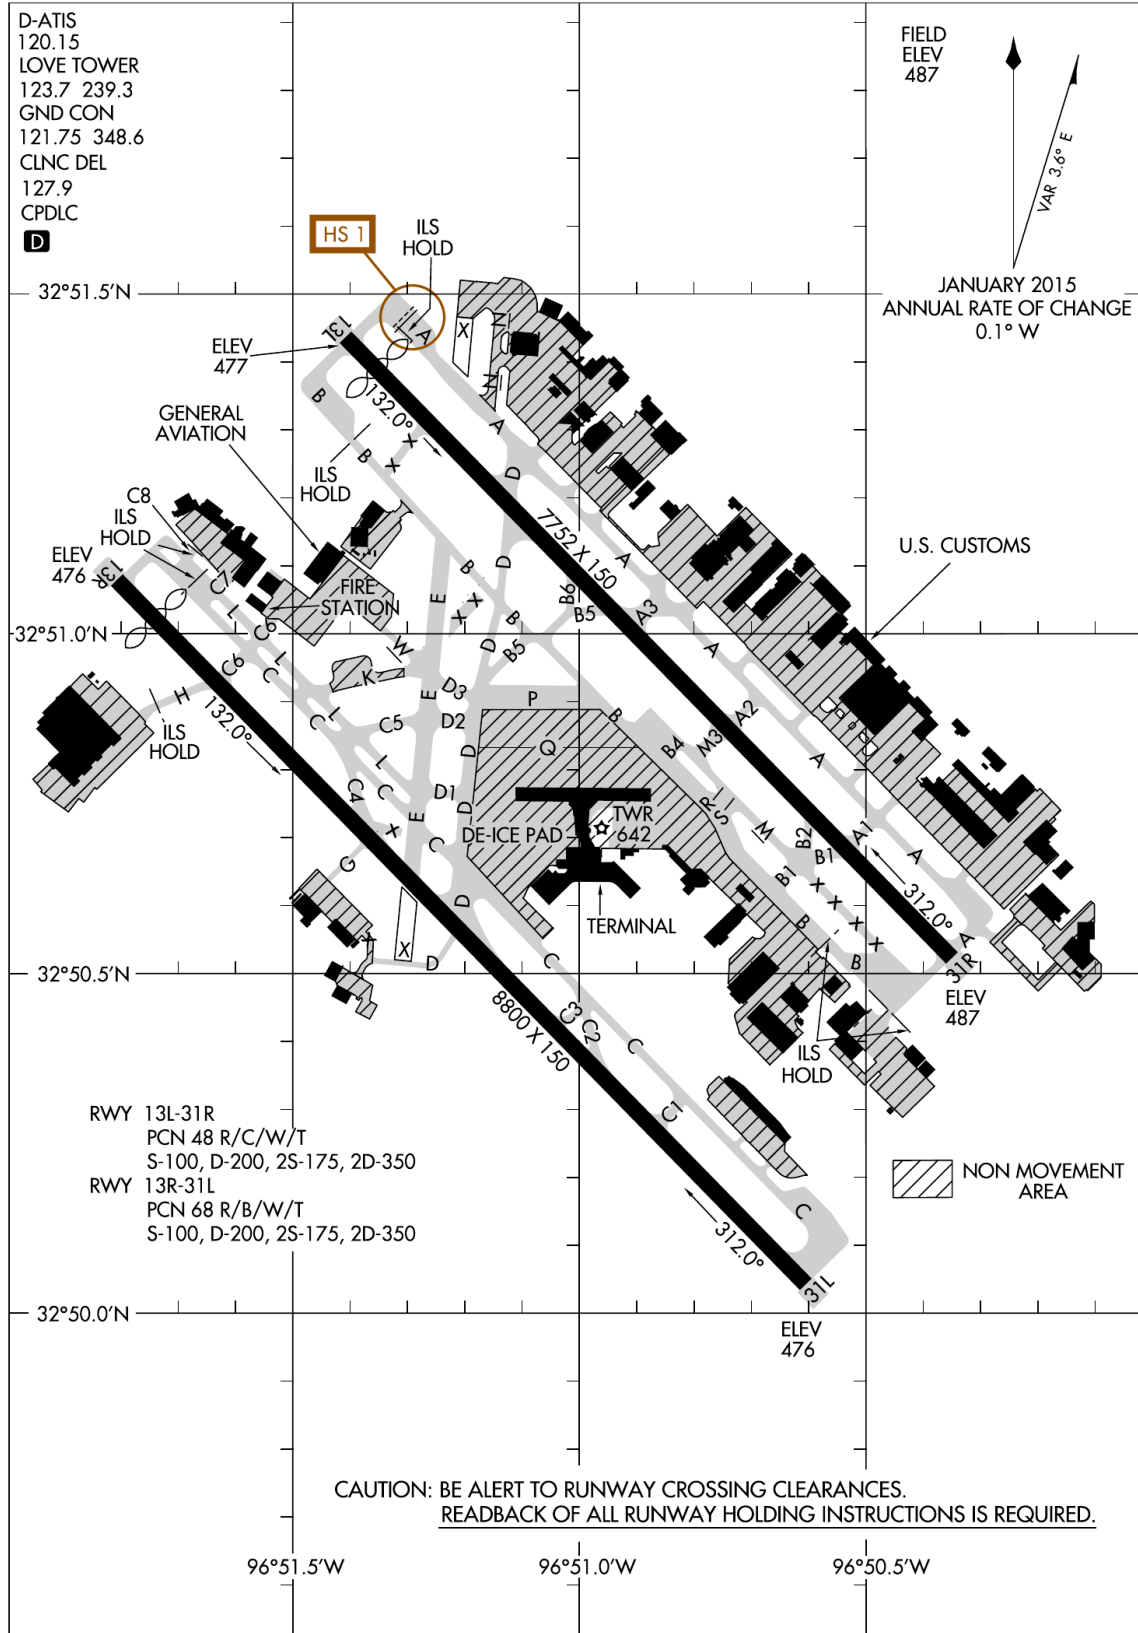 D-ATIS
120.15
LOVE TOWER
123.7 239.3
GND CON
121.75 348.6
CLNC DEL
127.9
CPDLC
D
FIELD
ELEV
487
VAR 3.6° E
JANUARY 2015
ANNUAL RATE OF CHANGE
0.1° W
HS 1
ILS
HOLD
32°51.5'N
13L
ELEV
477
A
X
N
N
B
132.0°
GENERAL
AVIATION
A
D
X
B
X
ILS
HOLD
C8
ILS
HOLD
ELEV
476
13R
7752 X 150
U.S. CUSTOMS
A
D
B
C7
L
FIRE
STATION
E
X
X
B6
B5
B
A3
32°51.0'N
C6
W
D
B5
A
L
C6
C
K
D3
E
P
H
132.0°
C
L
C5
D2
B
A2
M3
B4
Q
D
A
ILS
HOLD
L
C
C4
D1
D
E
R
S
TWR
642
DE-ICE PAD
M
B2
A1
X
C
B1
A
G
B1
X
X
X
X
312.0°
D
TERMINAL
B
X
X
D
C
B
A
31R
32°50.5'N
ELEV
487
8800 X 150
C3
C2
C
ILS
HOLD
C1
RWY 13L-31R
PCN 48 R/C/W/T
S-100, D-200, 2S-175, 2D-350
RWY 13R-31L
PCN 68 R/B/W/T
S-100, D-200, 2S-175, 2D-350
NON MOVEMENT
AREA
C
312.0°
31L
32°50.0'N
ELEV
476
CAUTION: BE ALERT TO RUNWAY CROSSING CLEARANCES.
READBACK OF ALL RUNWAY HOLDING INSTRUCTIONS IS REQUIRED.
96°51.5'W
96°51.0'W
96°50.5'W